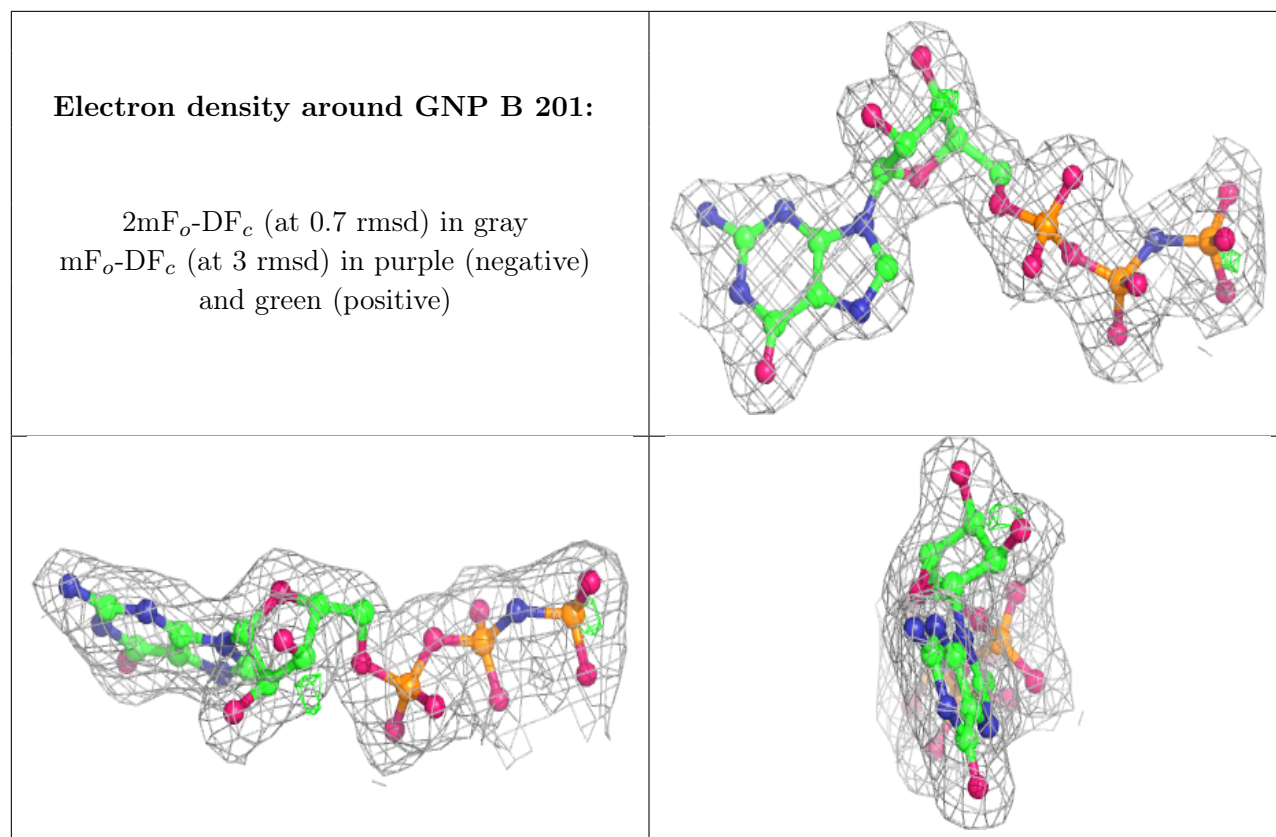 Electron density around GNP B 201:
2mFo-DFc (at 0.7 rmsd) in gray
mFo-DFc (at 3 rmsd) in purple (negative)
and green (positive)